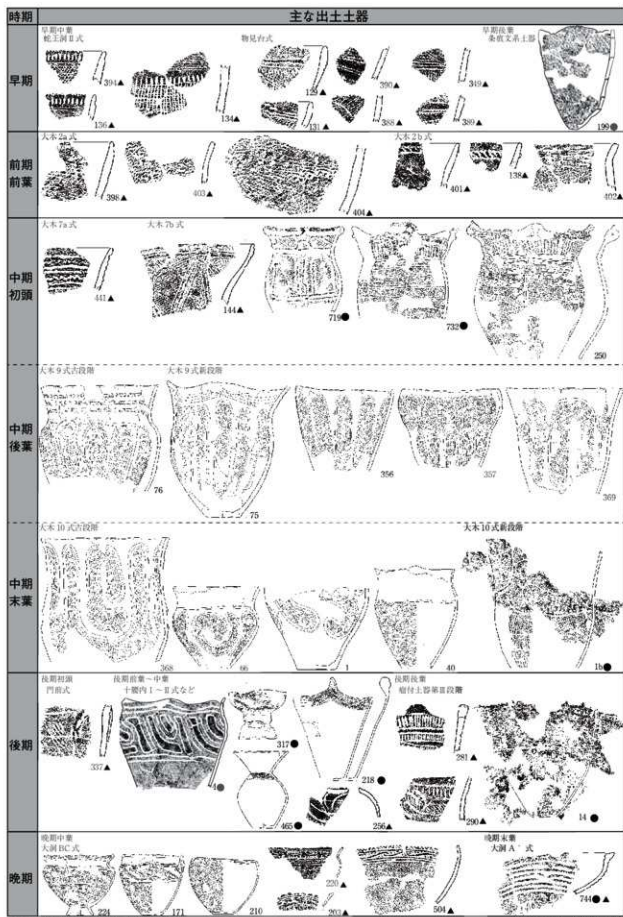 時期 主な出土土器
早期
早期中葉
蛇王洞Ⅱ式
物見台式
早期後葉
条痕文系土器
394▲
134▲
129▲
390▲
349▲
136▲
131▲
388▲
389▲
199●
前期
前葉
大木2a式
大木2b式
398▲
403▲
404▲
401▲
138▲
402▲
中期
初頭
大木7a式
大木7b式
441▲
144▲
719●
732●
250
中期
後葉
大木9式古段階
大木9式新段階
76
75
356
357
369
中期
末葉
大木10式古段階
大木10式新段階
368
66
1
40
1b●
後期
後期初頭
門前式
後期前葉~中葉
十腰内Ⅰ~Ⅱ式など
後期後葉
瘤付土器第Ⅲ段階
337▲
4●
317●
465●
218●
256▲
281▲
290▲
14●
晩期
晩期中葉
大洞BC式
晩期末葉
大洞A´式
224
171
210
220▲
203▲
504▲
744●▲